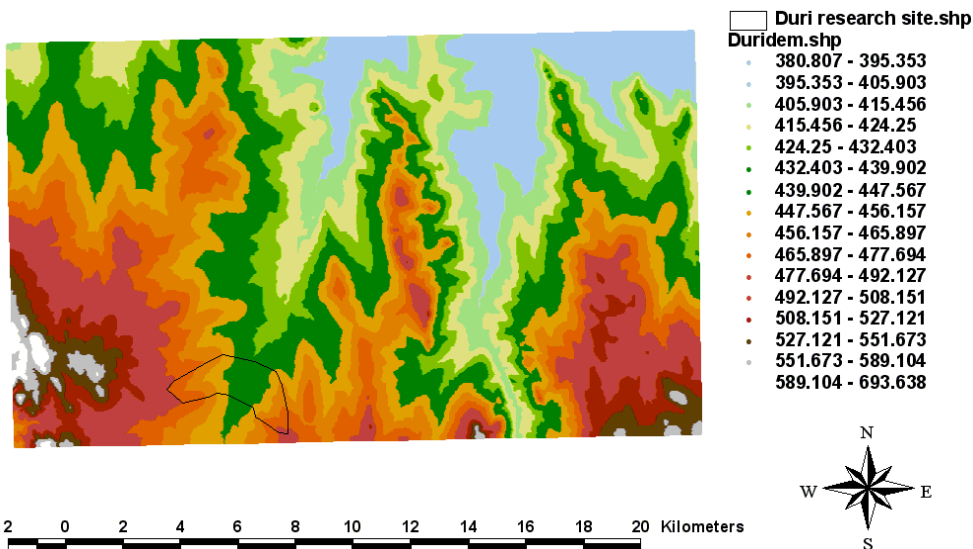 Duri research site.shp
Duridem.shp
380.807 - 395.353
395.353 - 405.903
405.903 - 415.456
415.456 - 424.25
424.25 - 432.403
432.403 - 439.902
439.902 - 447.567
447.567 - 456.157
456.157 - 465.897
465.897 - 477.694
477.694 - 492.127
492.127 - 508.151
508.151 - 527.121
527.121 - 551.673
551.673 - 589.104
589.104 - 693.638
N
W E
S
2 0 2 4 6 8 10 12 14 16 18 20 Kilometers